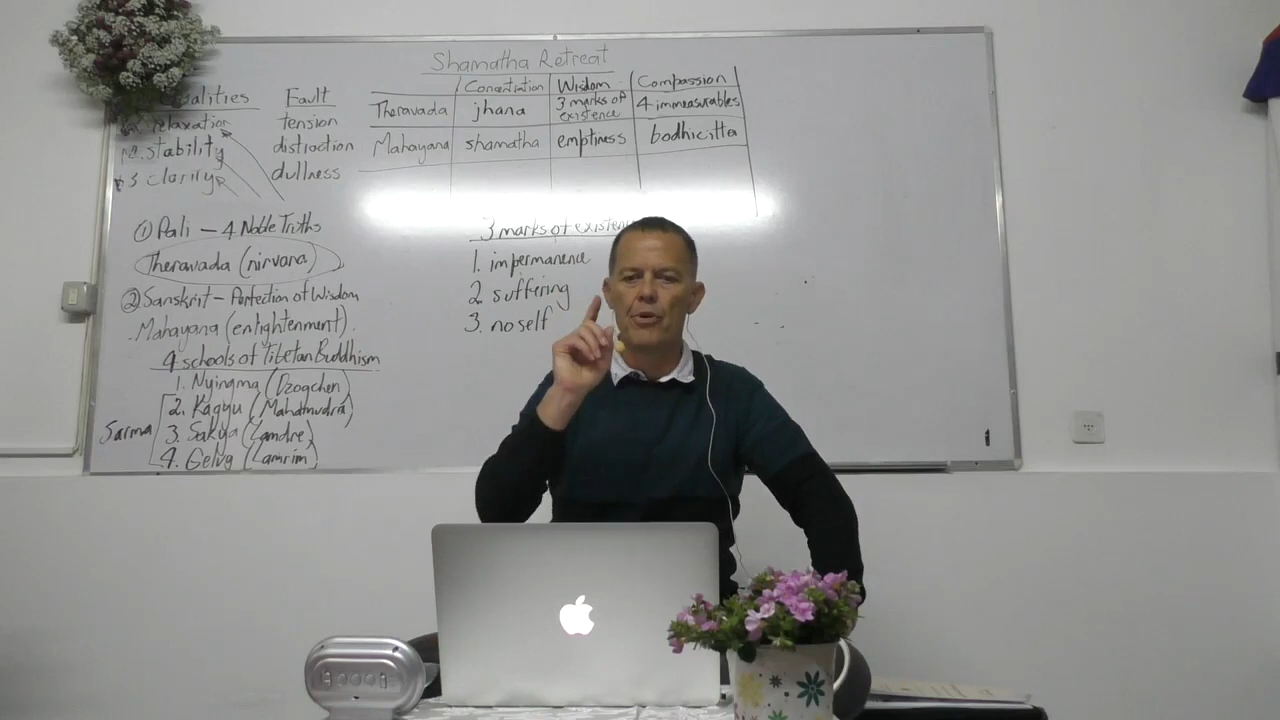 Shamatha Retreat
Qualities Fault
1. relaxation tension
2. stability distraction
3 clarity dullness
Concentration Wisdom Compassion
Theravada jhana 3 marks of existence 4 immeasurables
Mahayana shamatha emptiness bodhicitta
① Pali – 4 Noble Truths
Theravada (nirvana)
② Sanskrit – Perfection of Wisdom
Mahayana (enlightenment).
4 schools of Tibetan Buddhism
1. Nyingma (Dzogchen)
2. Kagyu (Mahamudra)
3. Sakya (Lamdre)
4. Gelug (Lamrim)
Sarma
3 marks of existen
1. impermanence
2 suffering
3. no self